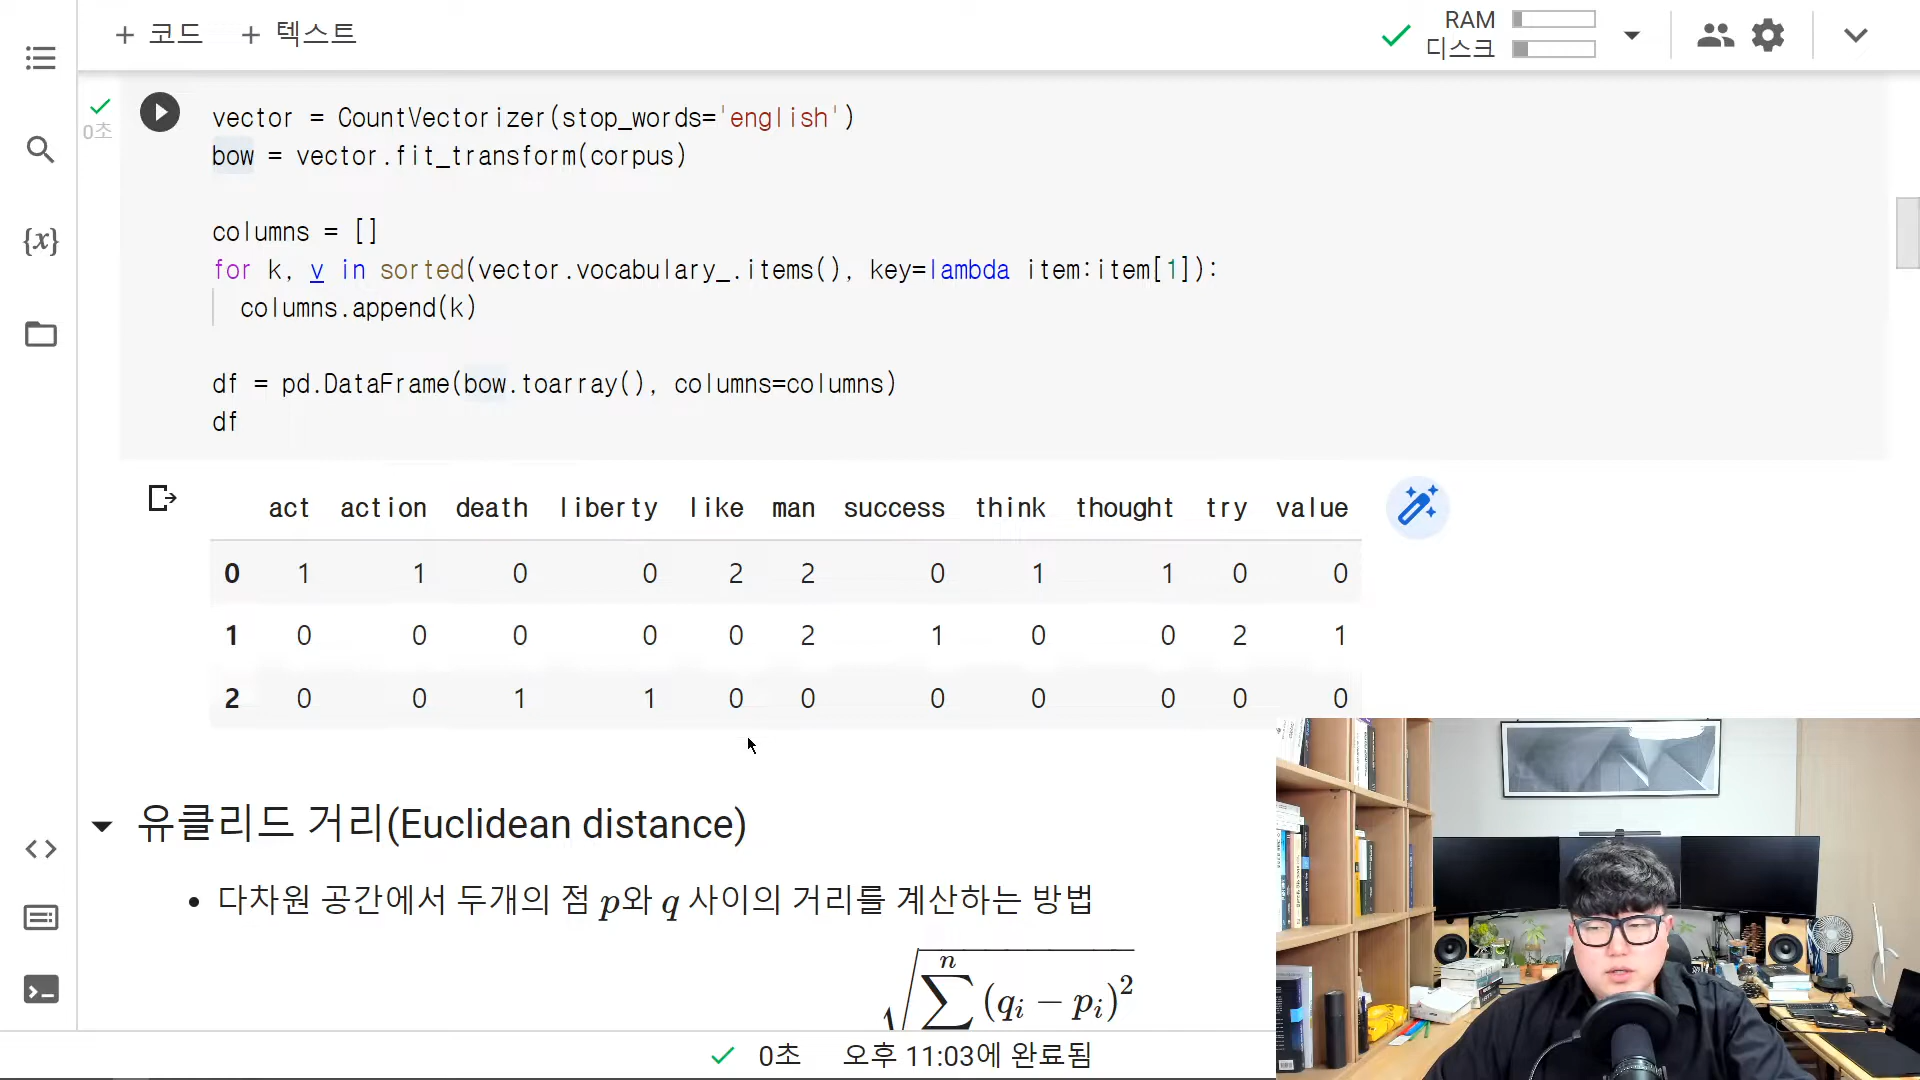 + 코드 + 텍스트
RAM
디스크
{x}
0초
vector = CountVectorizer(stop_words='english')
bow = vector.fit_transform(corpus)
columns = []
for k, v in sorted(vector.vocabulary_.items(), key=lambda item:item[1]):
columns.append(k)
df = pd.DataFrame(bow.toarray(), columns=columns)
df
act action death liberty like man success think thought try value
0 1 1 0 0 2 2 0 1 1 0 0
1 0 0 0 0 0 2 1 0 0 2 1
2 0 0 1 1 0 0 0 0 0 0 0
유클리드 거리(Euclidean distance)
• 다차원 공간에서 두개의 점 p와 q 사이의 거리를 계산하는 방법
√∑ⁿ (qᵢ − pᵢ)²
0초 오후 11:03에 완료됨